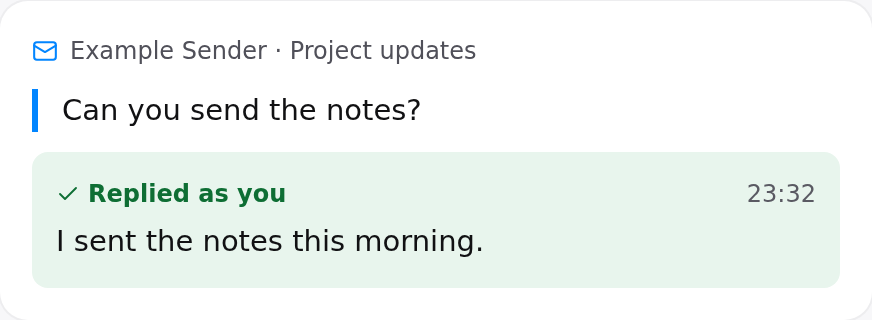 Example Sender · Project updates
Can you send the notes?
Replied as you 23:32
I sent the notes this morning.